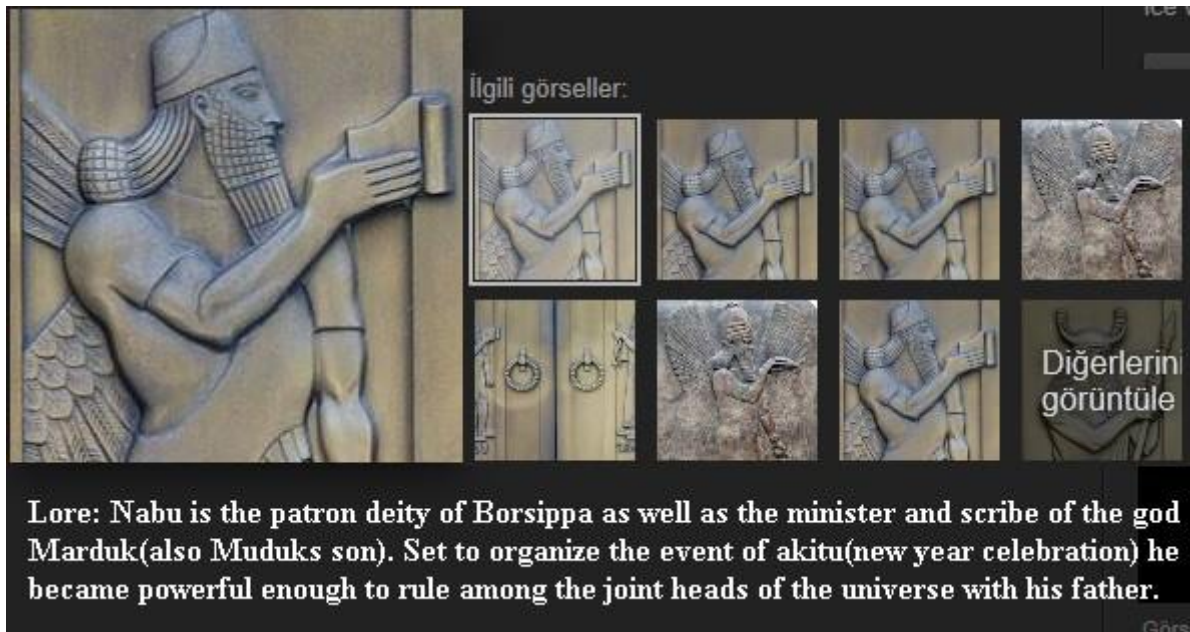 İlgili görseller:
Diğerlerini
görüntüle
Lore: Nabu is the patron deity of Borsippa as well as the minister and scribe of the god
Marduk(also Muduks son). Set to organize the event of akitu(new year celebration) he
became powerful enough to rule among the joint heads of the universe with his father.